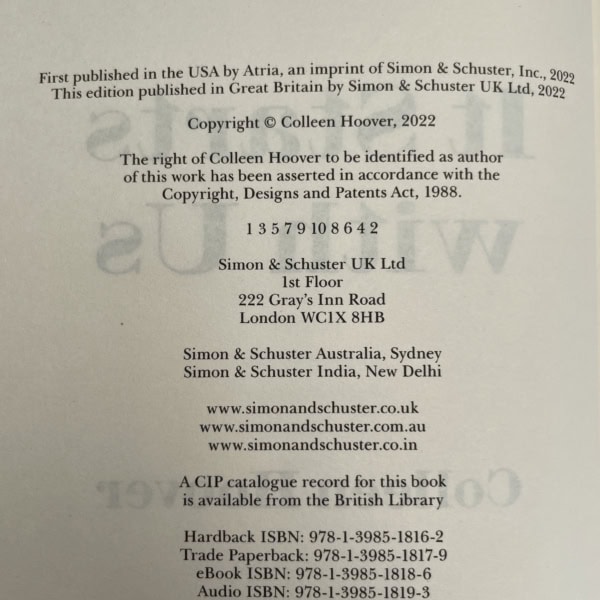 First published in the USA by Atria, an imprint of Simon & Schuster, Inc., 2022
This edition published in Great Britain by Simon & Schuster UK Ltd, 2022
Copyright © Colleen Hoover, 2022
The right of Colleen Hoover to be identified as author
of this work has been asserted in accordance with the
Copyright, Designs and Patents Act, 1988.
1 3 5 7 9 10 8 6 4 2
Simon & Schuster UK Ltd
1st Floor
222 Gray's Inn Road
London WC1X 8HB
Simon & Schuster Australia, Sydney
Simon & Schuster India, New Delhi
www.simonandschuster.co.uk
www.simonandschuster.com.au
www.simonandschuster.co.in
A CIP catalogue record for this book
is available from the British Library
Hardback ISBN: 978-1-3985-1816-2
Trade Paperback: 978-1-3985-1817-9
eBook ISBN: 978-1-3985-1818-6
Audio ISBN: 978-1-3985-1819-3